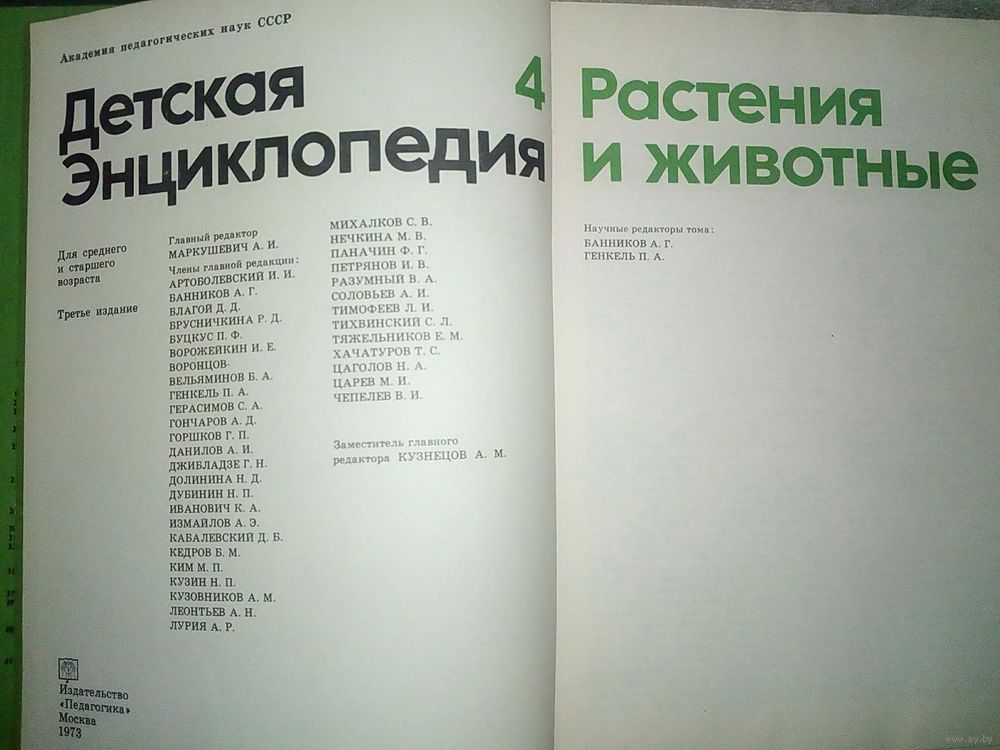 Академия педагогических наук СССР
Детская 4
Энциклопедия
Для среднего
и старшего
возраста
Третье издание
Главный редактор
МАРКУШЕВИЧ А. И.
Члены главной редакции:
АРТОБОЛЕВСКИЙ И. И.
БАННИКОВ А. Г.
БЛАГОЙ Д. Д.
БРУСНИЧКИНА Р. Д.
БУЦКУС П. Ф.
ВОРОЖЕЙКИН И. Е.
ВОРОНЦОВ-
ВЕЛЬЯМИНОВ Б. А.
ГЕНКЕЛЬ П. А.
ГЕРАСИМОВ С. А.
ГОНЧАРОВ А. Д.
ГОРШКОВ Г. П.
ДАНИЛОВ А. И.
ДЖИБЛАДЗЕ Г. Н.
ДОЛИНИНА Н. Д.
ДУБИНИН Н. П.
ИВАНОВИЧ К. А.
ИЗМАЙЛОВ А. Э.
КАБАЛЕВСКИЙ Д. Б.
КЕДРОВ Б. М.
КИМ М. П.
КУЗИН Н. П.
КУЗОВНИКОВ А. М.
ЛЕОНТЬЕВ А. Н.
ЛУРИЯ А. Р.
МИХАЛКОВ С. В.
НЕЧКИНА М. В.
ПАНАЧИН Ф. Г.
ПЕТРЯНОВ И. В.
РАЗУМНЫЙ В. А.
СОЛОВЬЕВ А. И.
ТИМОФЕЕВ Л. И.
ТИХВИНСКИЙ С. Л.
ТЯЖЕЛЬНИКОВ Е. М.
ХАЧАТУРОВ Т. С.
ЦАГОЛОВ Н. А.
ЦАРЕВ М. И.
ЧЕПЕЛЕВ В. И.
Заместитель главного
редактора КУЗНЕЦОВ А. М.
Издательство
«Педагогика»
Москва
1973
Растения
и животные
Научные редакторы тома:
БАННИКОВ А. Г.
ГЕНКЕЛЬ П. А.
www.ay.by